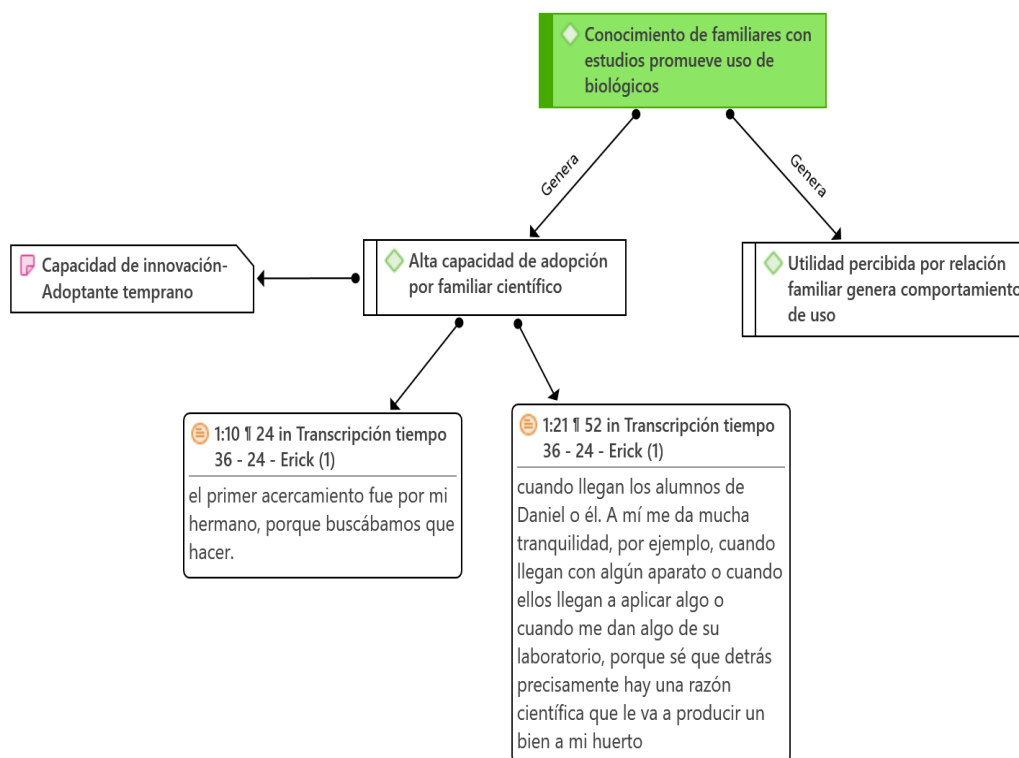 Conocimiento de familiares con
estudios promueve uso de
biológicos
Genera
Genera
Capacidad de innovación-
Adoptante temprano
Alta capacidad de adopción
por familiar científico
Utilidad percibida por relación
familiar genera comportamiento
de uso
1:10 ¶ 24 in Transcripción tiempo
36 - 24 - Erick (1)
el primer acercamiento fue por mi
hermano, porque buscábamos que
hacer.
1:21 ¶ 52 in Transcripción tiempo
36 - 24 - Erick (1)
cuando llegan los alumnos de
Daniel o él. A mí me da mucha
tranquilidad, por ejemplo, cuando
llegan con algún aparato o cuando
ellos llegan a aplicar algo o
cuando me dan algo de su
laboratorio, porque sé que detrás
precisamente hay una razón
científica que le va a producir un
bien a mi huerto